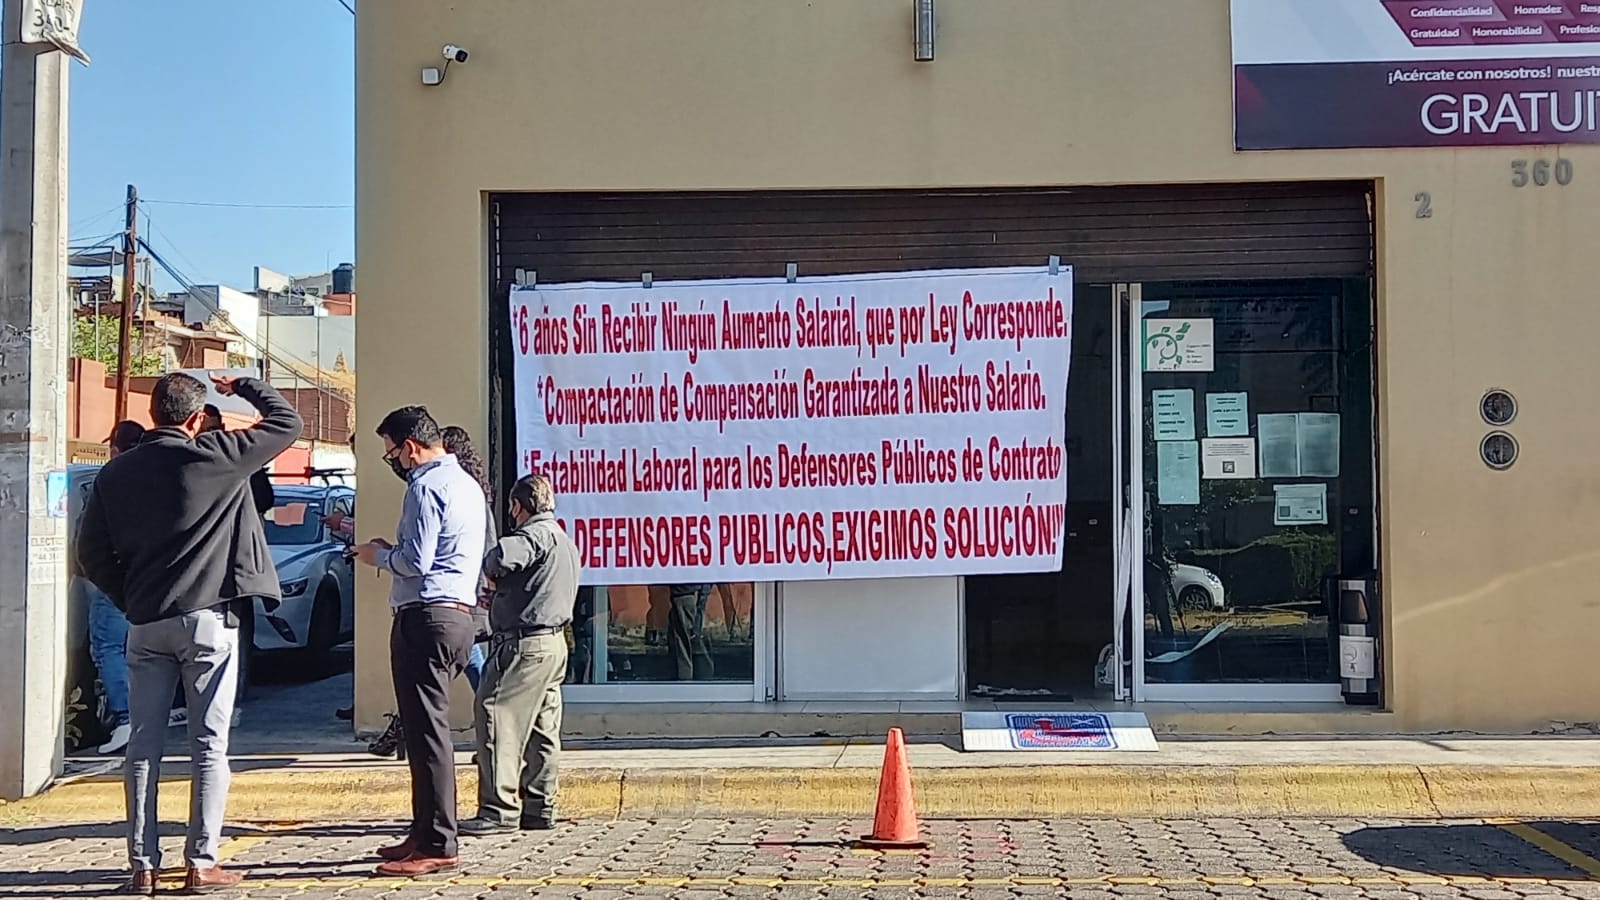 Confidencialidad Honradez
Gratuidad Honorabilidad
¡Acércate con nosotros!
GRATUI
360
2
*6 años Sin Recibir Ningún Aumento Salarial, que por Ley Corresponde.
*Compactación de Compensación Garantizada a Nuestro Salario.
*Estabilidad Laboral para los Defensores Públicos de Contrato
DEFENSORES PUBLICOS,EXIGIMOS SOLUCIÓN!!